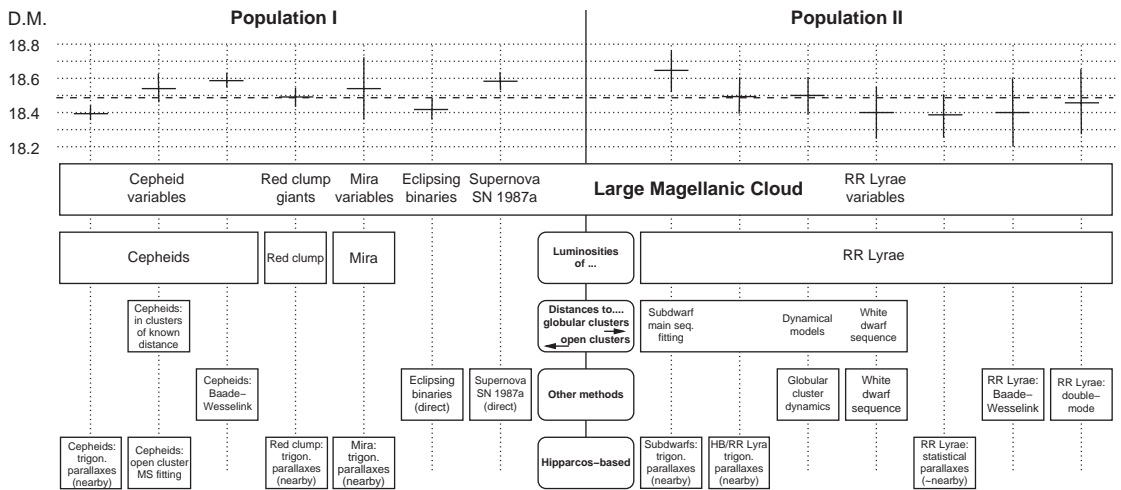 D.M.
Population I
Population II
18.8
18.6
18.4
18.2
Cepheid
variables
Red clump
giants
Mira
variables
Eclipsing
binaries
Supernova
SN 1987a
Large Magellanic Cloud
RR Lyrae
variables
Cepheids
Red clump
Mira
Luminosities
of ...
RR Lyrae
Cepheids:
in clusters
of known
distance
Distances to....
globular clusters
open clusters
Subdwarf
main seq.
fitting
Dynamical
models
White
dwarf
sequence
Cepheids:
Baade−
Wesselink
Eclipsing
binaries
(direct)
Supernova
SN 1987a
(direct)
Other methods
Globular
cluster
dynamics
White
dwarf
sequence
RR Lyrae:
Baade−
Wesselink
RR Lyrae:
double−
mode
Cepheids:
trigon.
parallaxes
(nearby)
Cepheids:
open cluster
MS fitting
Red clump:
trigon.
parallaxes
(nearby)
Mira:
trigon.
parallaxes
(nearby)
Hipparcos−based
Subdwarfs:
trigon.
parallaxes
(nearby)
HB/RR Lyra
trigon.
parallaxes
(nearby)
RR Lyrae:
statistical
parallaxes
(~nearby)